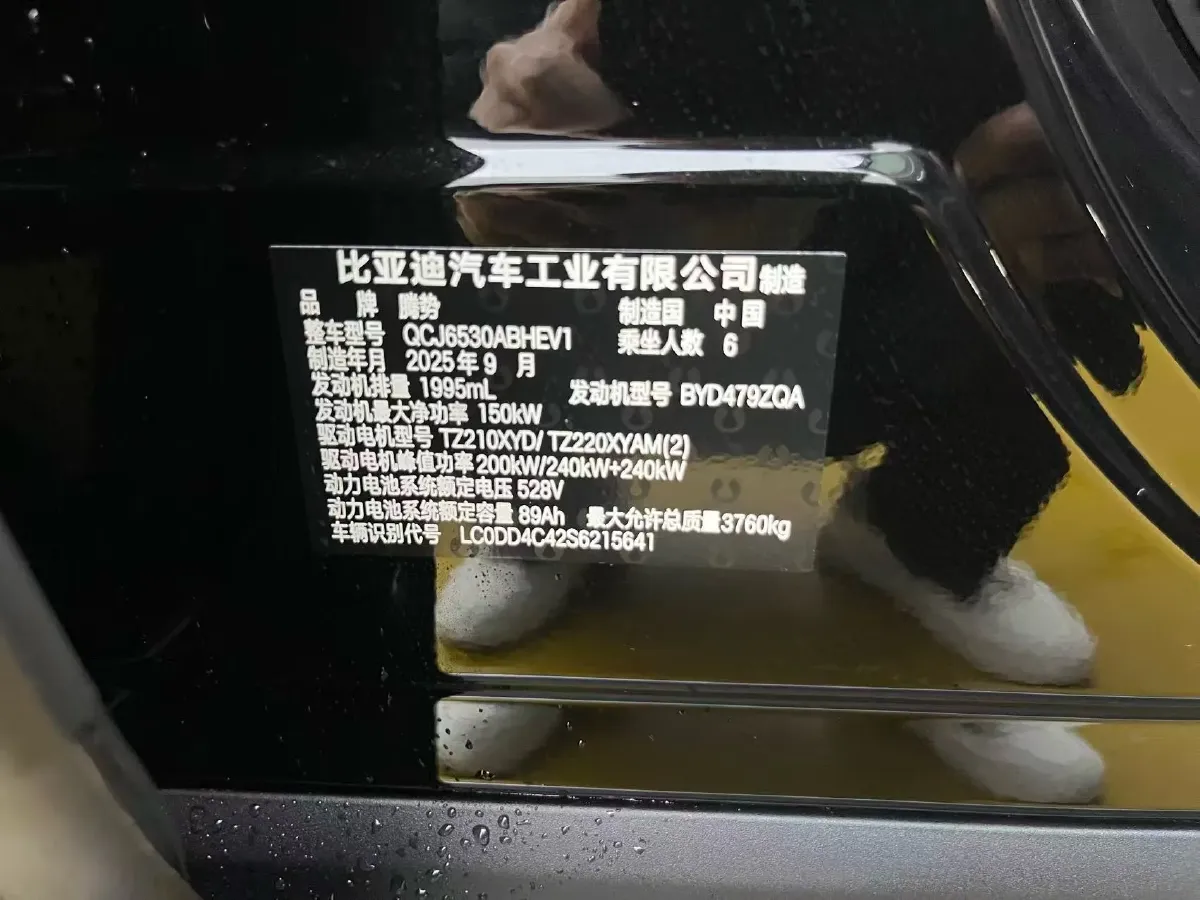 比亚迪汽车工业有限公司制造
品 牌 腾势 制造国 中国
整车型号 QCJ6530ABHEV1 乘坐人数 6
制造年月 2025年9 月
发动机排量 1995mL 发动机型号 BYD479ZQA
发动机最大净功率 150kW
驱动电机型号 TZ210XYD/ TZ220XYAM(2)
驱动电机峰值功率 200kW/240kW+240kW
动力电池系统额定电压 528V
动力电池系统额定容量 89Ah 最大允许总质量3760kg
车辆识别代号 LC0DD4C42S6215641